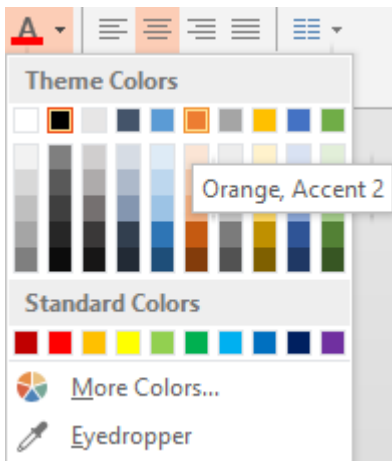 A
Theme Colors
Orange, Accent 2
Standard Colors
More Colors...
Eyedropper